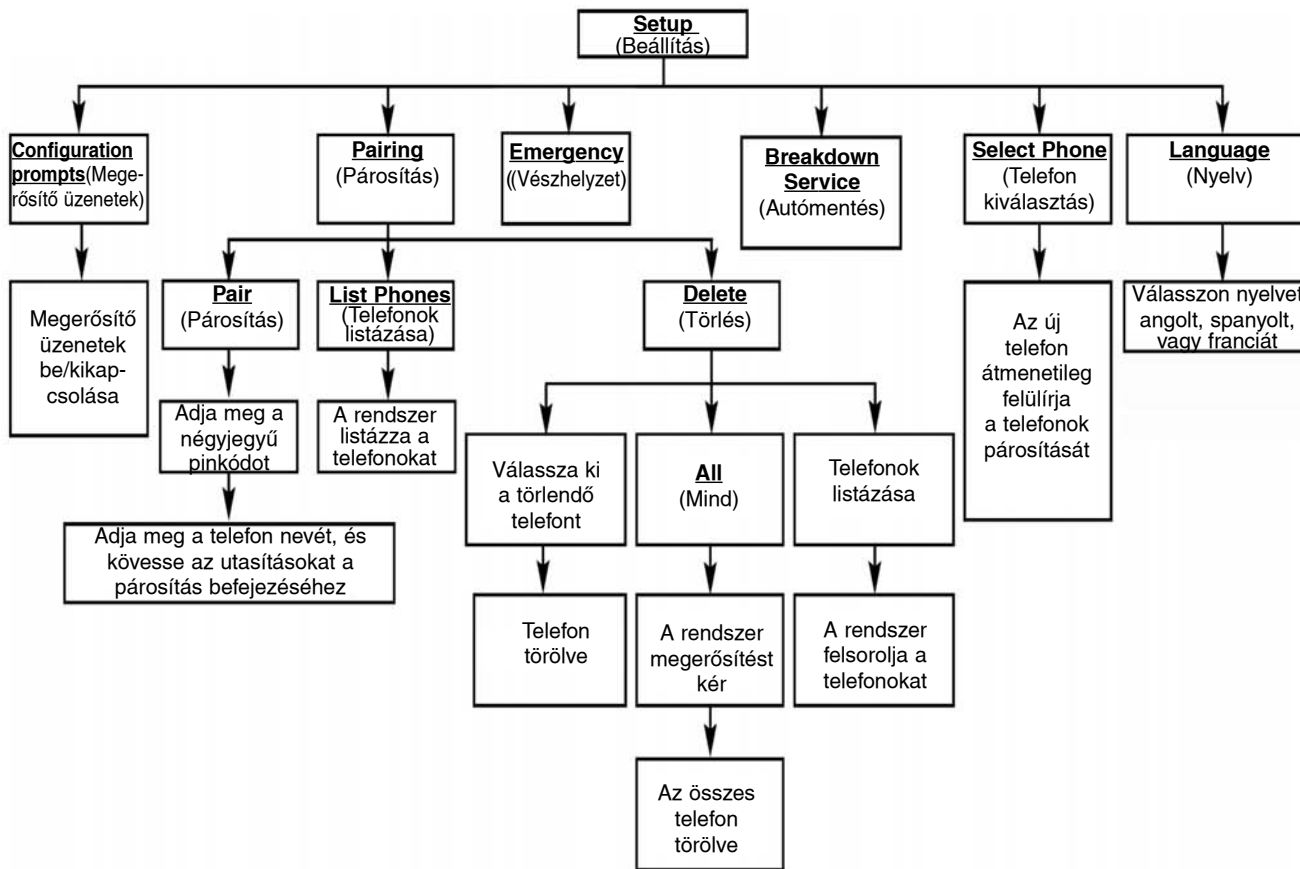 Setup
(Beállítás)
Configuration
prompts(Mege-
rősítő üzenetek)
Pairing
(Párosítás)
Emergency
((Vészhelyzet)
Breakdown
Service
(Autómentés)
Select Phone
(Telefon
kiválasztás)
Language
(Nyelv)
Megerősítő
üzenetek
be/kikap-
csolása
Pair
(Párosítás)
List Phones
(Telefonok
listázása)
Delete
(Törlés)
Az új
telefon
átmenetileg
felülírja
a telefonok
párosítását
Válasszon nyelvet,
angolt, spanyolt,
vagy franciát
Adja meg a
négyjegyű
pinkódot
A rendszer
listázza a
telefonokat
Válassza ki
a törlendő
telefont
All
(Mind)
Telefonok
listázása
Adja meg a telefon nevét, és
kövesse az utasításokat a
párosítás befejezéséhez
Telefon
törölve
A rendszer
megerősítést
kér
A rendszer
felsorolja a
telefonokat
Az összes
telefon
törölve